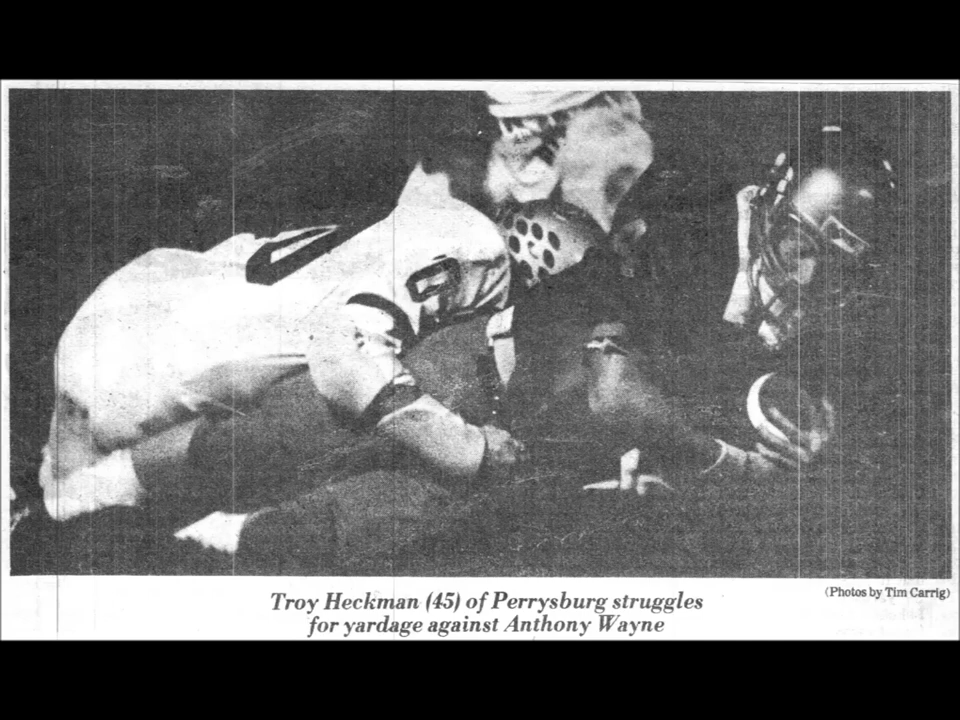 (Photos by Tim Carrig)
Troy Heckman (45) of Perrysburg struggles
for yardage against Anthony Wayne